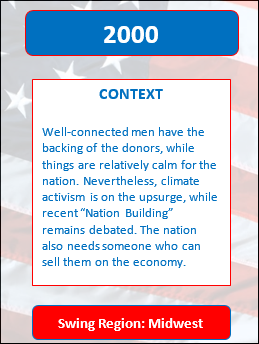 2000
CONTEXT
Well-connected men have the
backing of the donors, while
things are relatively calm for the
nation. Nevertheless, climate
activism is on the upsurge, while
recent “Nation Building”
remains debated. The nation
also needs someone who can
sell them on the economy.
Swing Region: Midwest